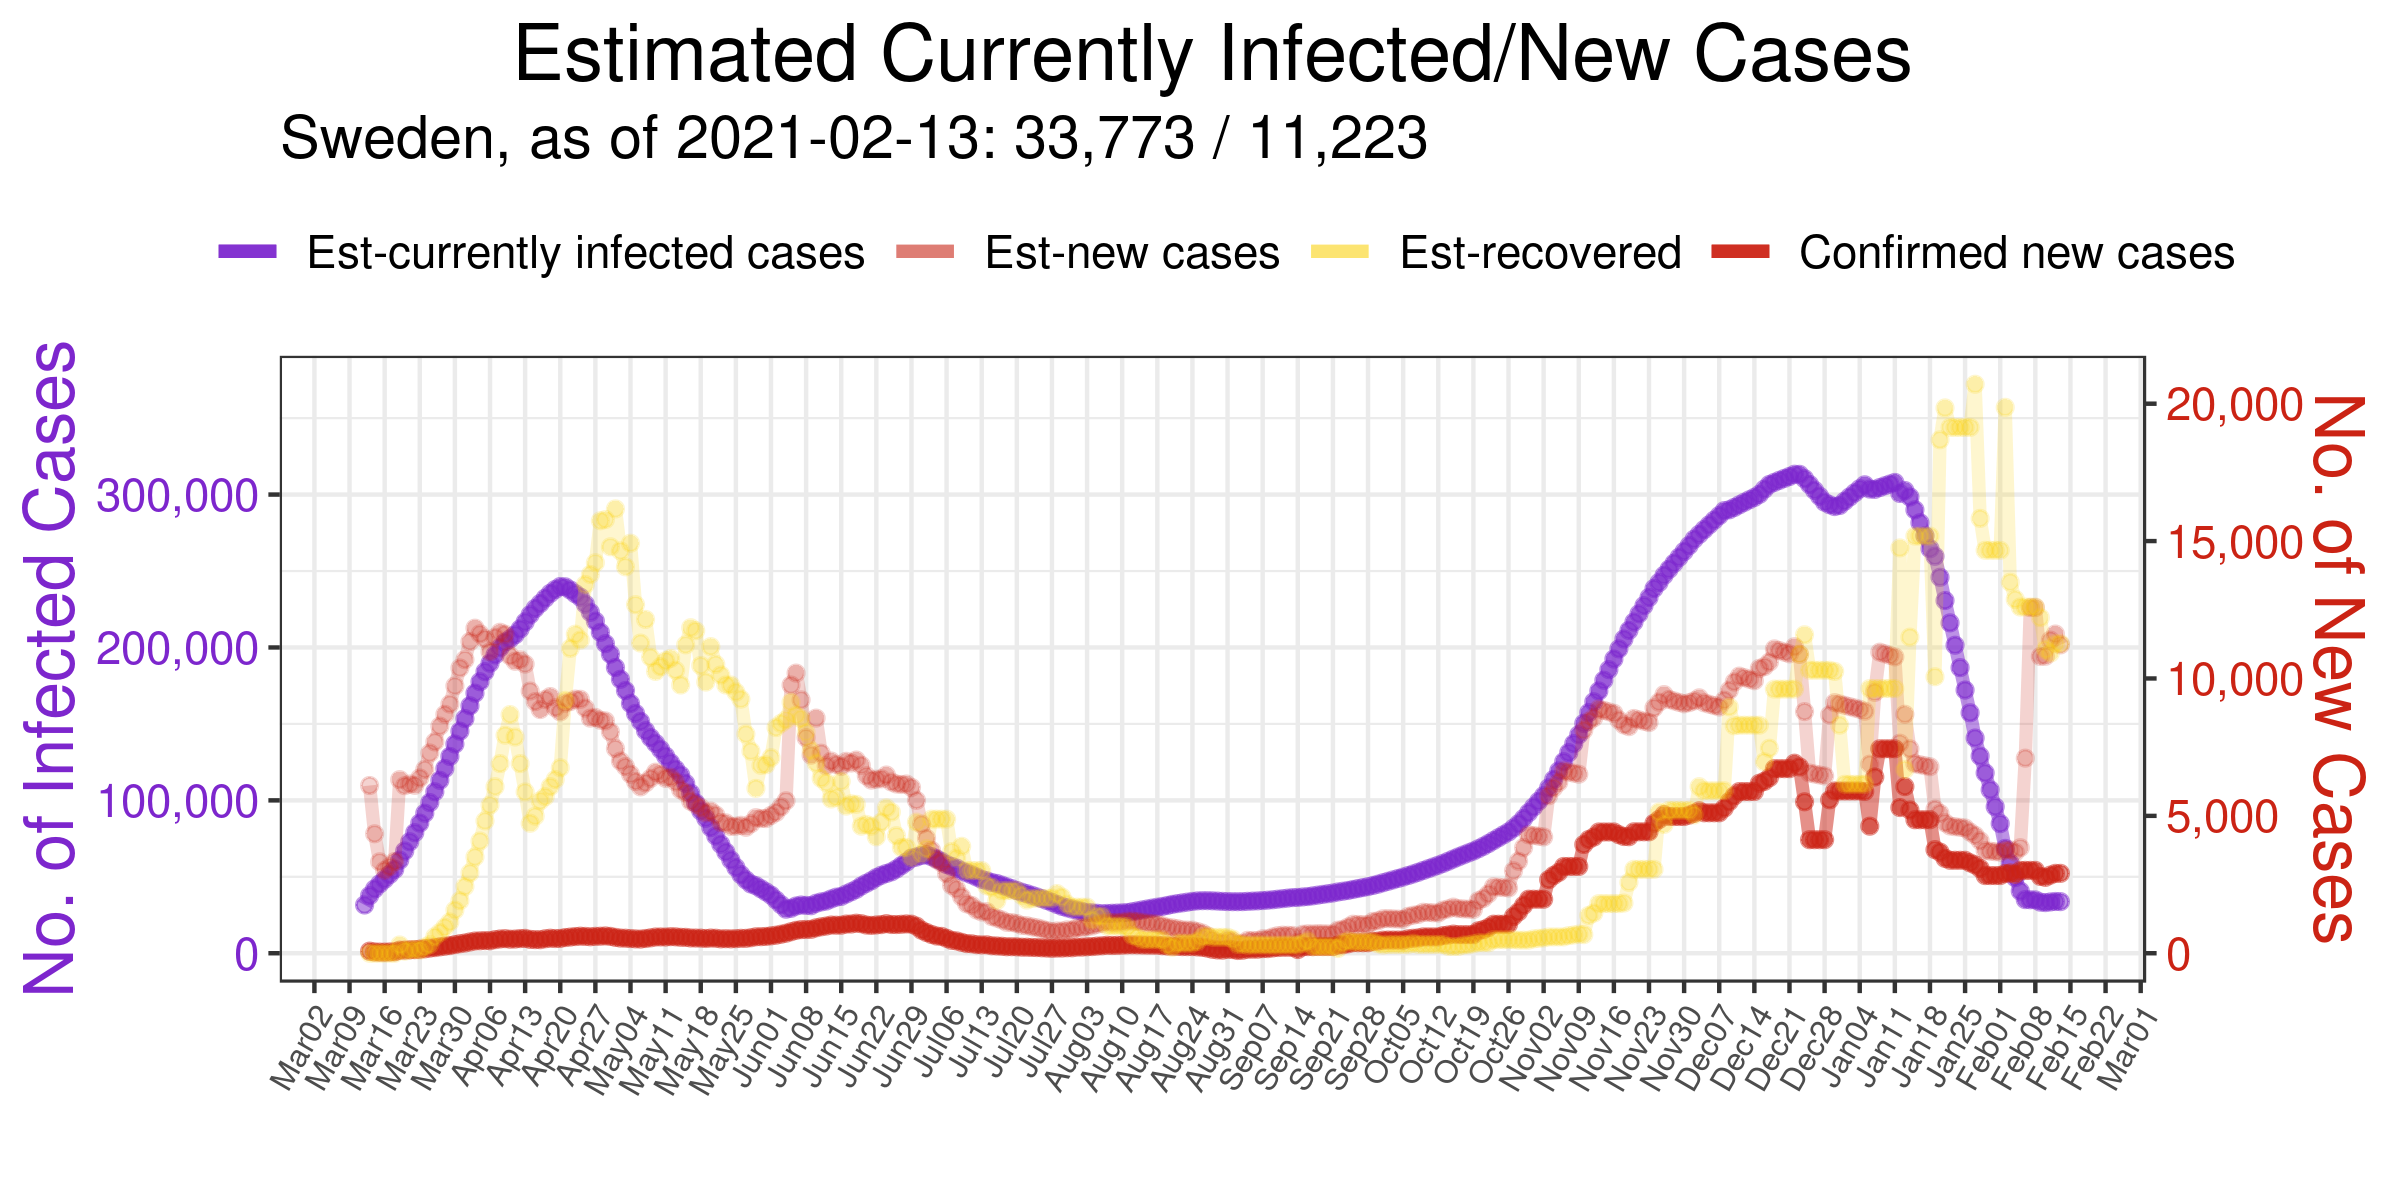 Estimated Currently Infected/New Cases
Sweden, as of 2021-02-13: 33,773 / 11,223
Est-currently infected cases Est-new cases Est-recovered Confirmed new cases
No. of Infected Cases
300,000
200,000
100,000
0
20,000
15,000
10,000
5,000
0
No. of New Cases
Mar02 Mar09 Mar16 Mar23 Mar30 Apr06 Apr13 Apr20 Apr27 May04 May11 May18 May25 Jun01 Jun08 Jun15 Jun22 Jun29 Jul06 Jul13 Jul20 Jul27 Aug03 Aug10 Aug17 Aug24 Aug31 Sep07 Sep14 Sep21 Sep28 Oct05 Oct12 Oct19 Oct26 Nov02 Nov09 Nov16 Nov23 Nov30 Dec07 Dec14 Dec21 Dec28 Jan04 Jan11 Jan18 Jan25 Feb01 Feb08 Feb15 Feb22 Mar01